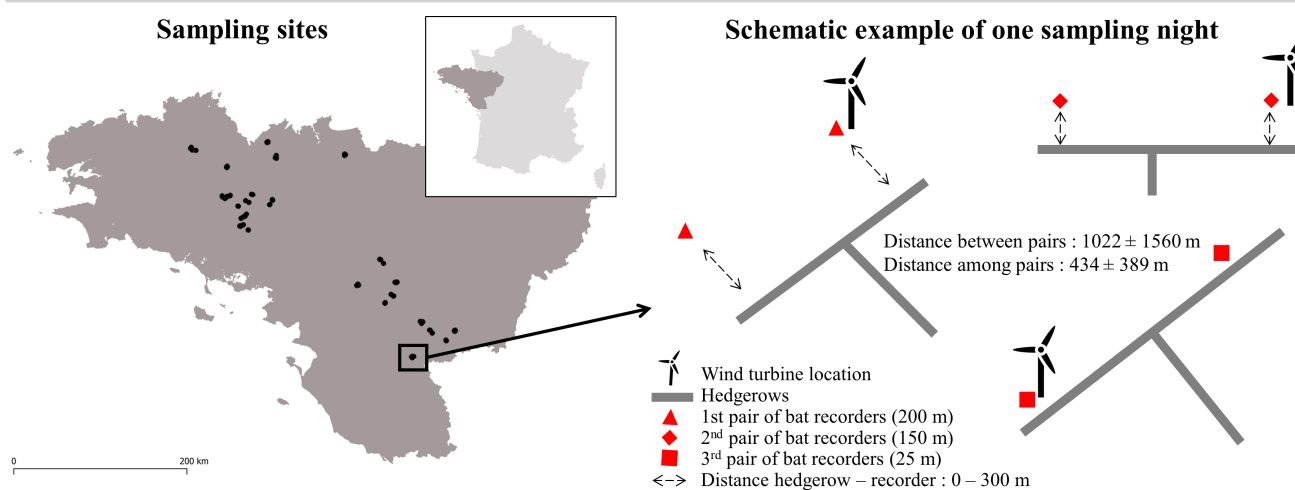 Sampling sites
Schematic example of one sampling night
Distance between pairs : 1022 ± 1560 m
Distance among pairs : 434 ± 389 m
Wind turbine location
Hedgerows
1st pair of bat recorders (200 m)
2nd pair of bat recorders (150 m)
3rd pair of bat recorders (25 m)
Distance hedgerow – recorder : 0 – 300 m
0 200 km